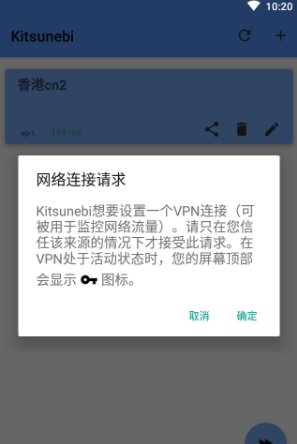 10:20
Kitsunebi
香港cn2
ep-1 169 ms
网络连接请求
Kitsunebi想要设置一个VPN连接（可
被用于监控网络流量）。请只在您信
任该来源的情况下才接受此请求。在
VPN处于活动状态时，您的屏幕顶部
会显示 图标。
取消 确定